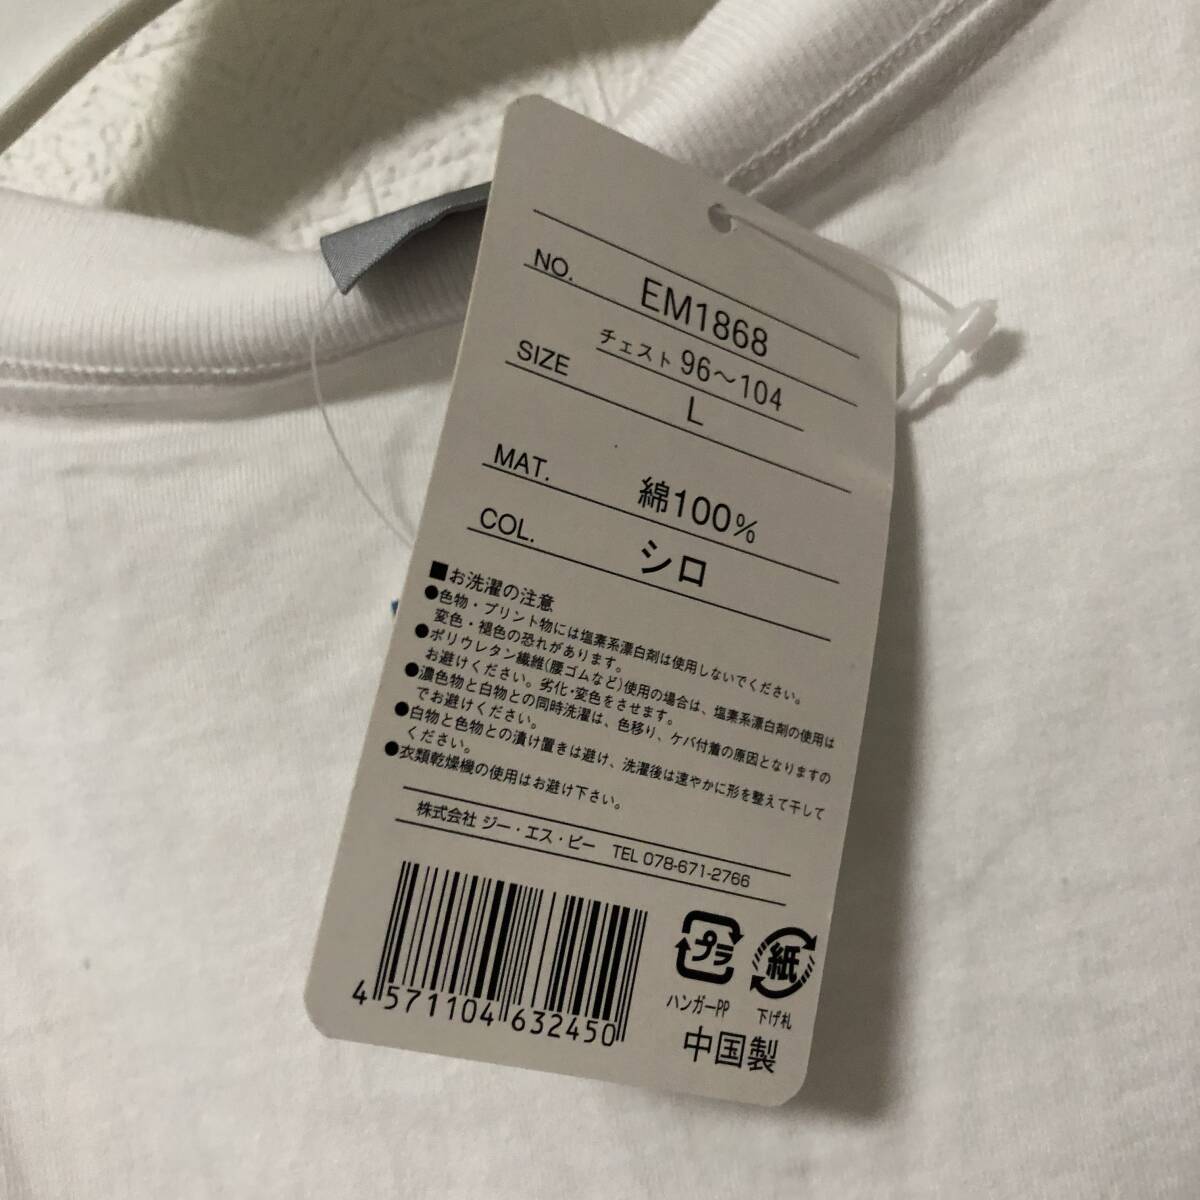 NO. EM1868
チェスト 96〜104
SIZE L
MAT. 綿100%
COL. シロ
■お洗濯の注意
●色物・プリント物には塩素系漂白剤は使用しないでください。
変色・褪色の恐れがあります。
●ポリウレタン繊維(腰ゴムなど)使用の場合は、塩素系漂白剤の使用は
お避けください。劣化・変色をさせます。
●濃色物と白物との同時洗濯は、色移り、ケバ付着の原因となりますの
でお避けください。
●白物と色物との漬け置きは避け、洗濯後は速やかに形を整えて干して
ください。
●衣類乾燥機の使用はお避け下さい。
株式会社 ジー・エス・ピー TEL 078-671-2766
4 571104 632450
プラ
ハンガーPP
紙
下げ札
中国製